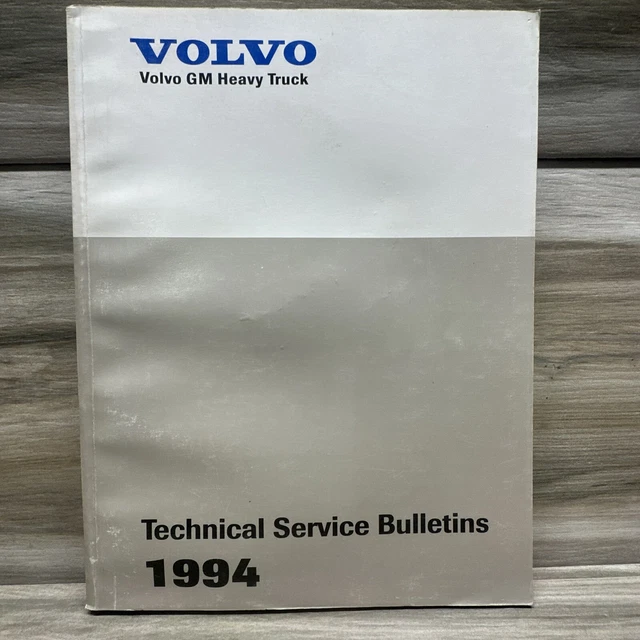 VOLVO
Volvo GM Heavy Truck
Technical Service Bulletins
1994